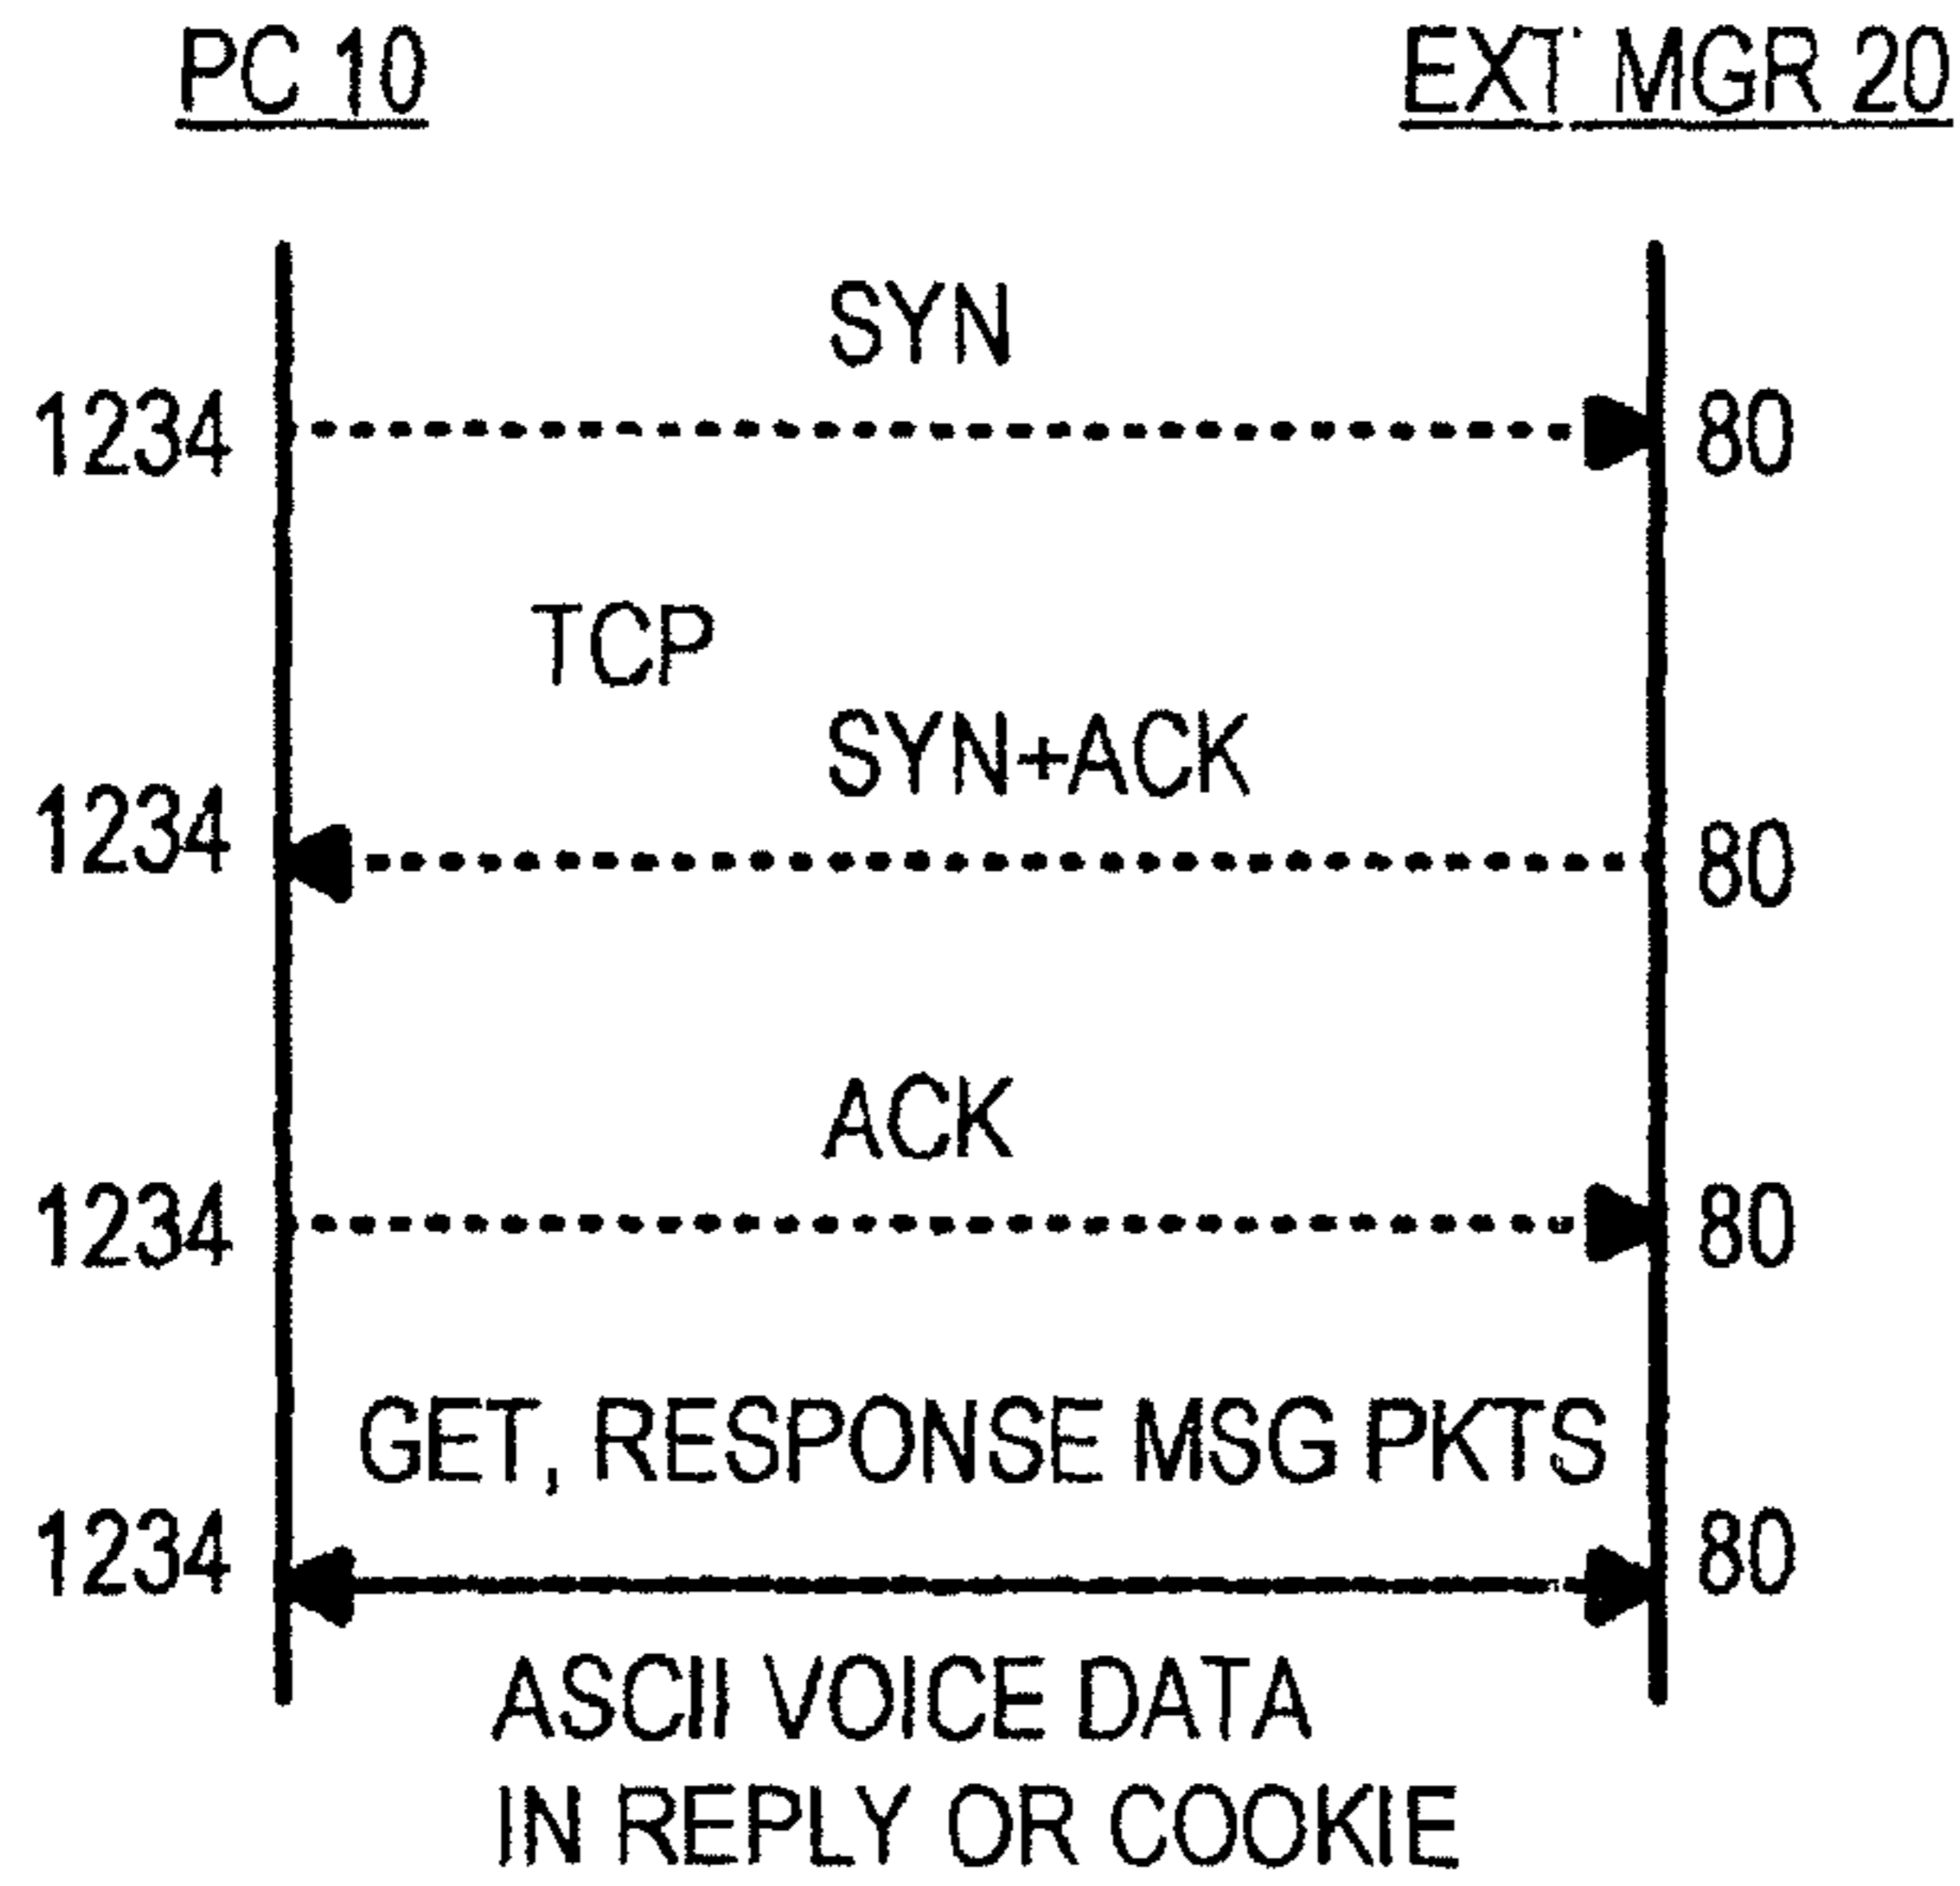 PC 10
EXT MGR 20
SYN
1234
80
TCP
SYN+ACK
1234
80
ACK
1234
80
GET, RESPONSE MSG PKTS
1234
80
ASCII VOICE DATA
IN REPLY OR COOKIE